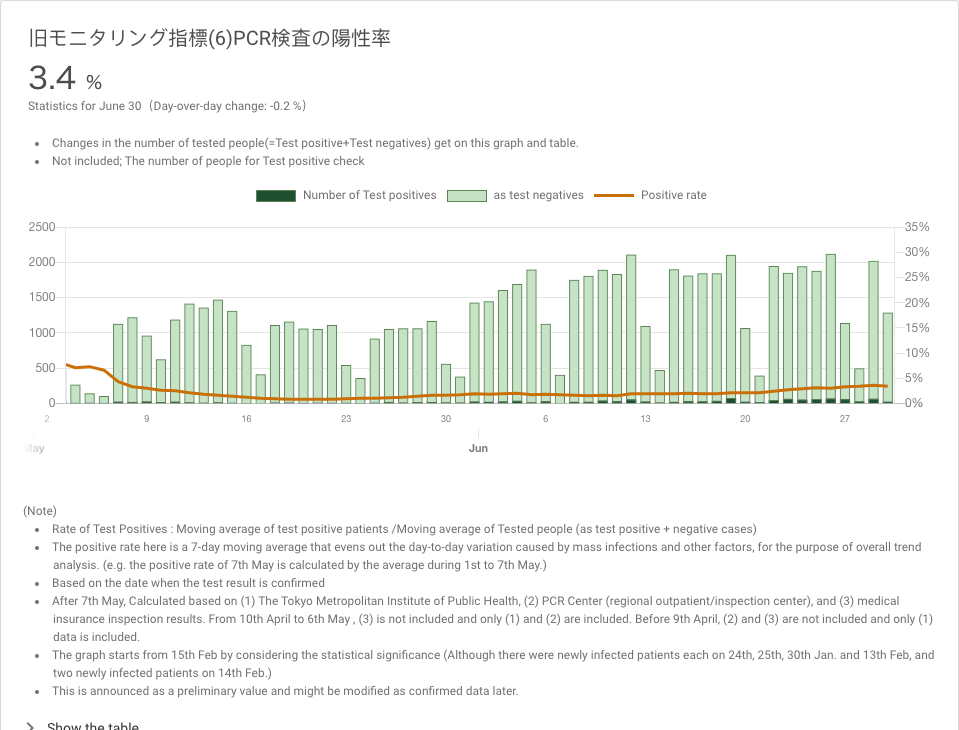 旧モニタリング指標(6)PCR検査の陽性率
3.4 %
Statistics for June 30（Day-over-day change: -0.2 %）
• Changes in the number of tested people(=Test positive+Test negatives) get on this graph and table.
• Not included; The number of people for Test positive check
Number of Test positives as test negatives Positive rate
2500 35%
30%
2000
25%
1500 20%
15%
1000
10%
500
5%
0 0%
2 9 16 23 30 6 13 20 27
May Jun
(Note)
• Rate of Test Positives : Moving average of test positive patients /Moving average of Tested people (as test positive + negative cases)
• The positive rate here is a 7-day moving average that evens out the day-to-day variation caused by mass infections and other factors, for the purpose of overall trend
analysis. (e.g. the positive rate of 7th May is calculated by the average during 1st to 7th May.)
• Based on the date when the test result is confirmed
• After 7th May, Calculated based on (1) The Tokyo Metropolitan Institute of Public Health, (2) PCR Center (regional outpatient/inspection center), and (3) medical
insurance inspection results. From 10th April to 6th May , (3) is not included and only (1) and (2) are included. Before 9th April, (2) and (3) are not included and only (1)
data is included.
• The graph starts from 15th Feb by considering the statistical significance (Although there were newly infected patients each on 24th, 25th, 30th Jan. and 13th Feb, and
two newly infected patients on 14th Feb.)
• This is announced as a preliminary value and might be modified as confirmed data later.
Show the table